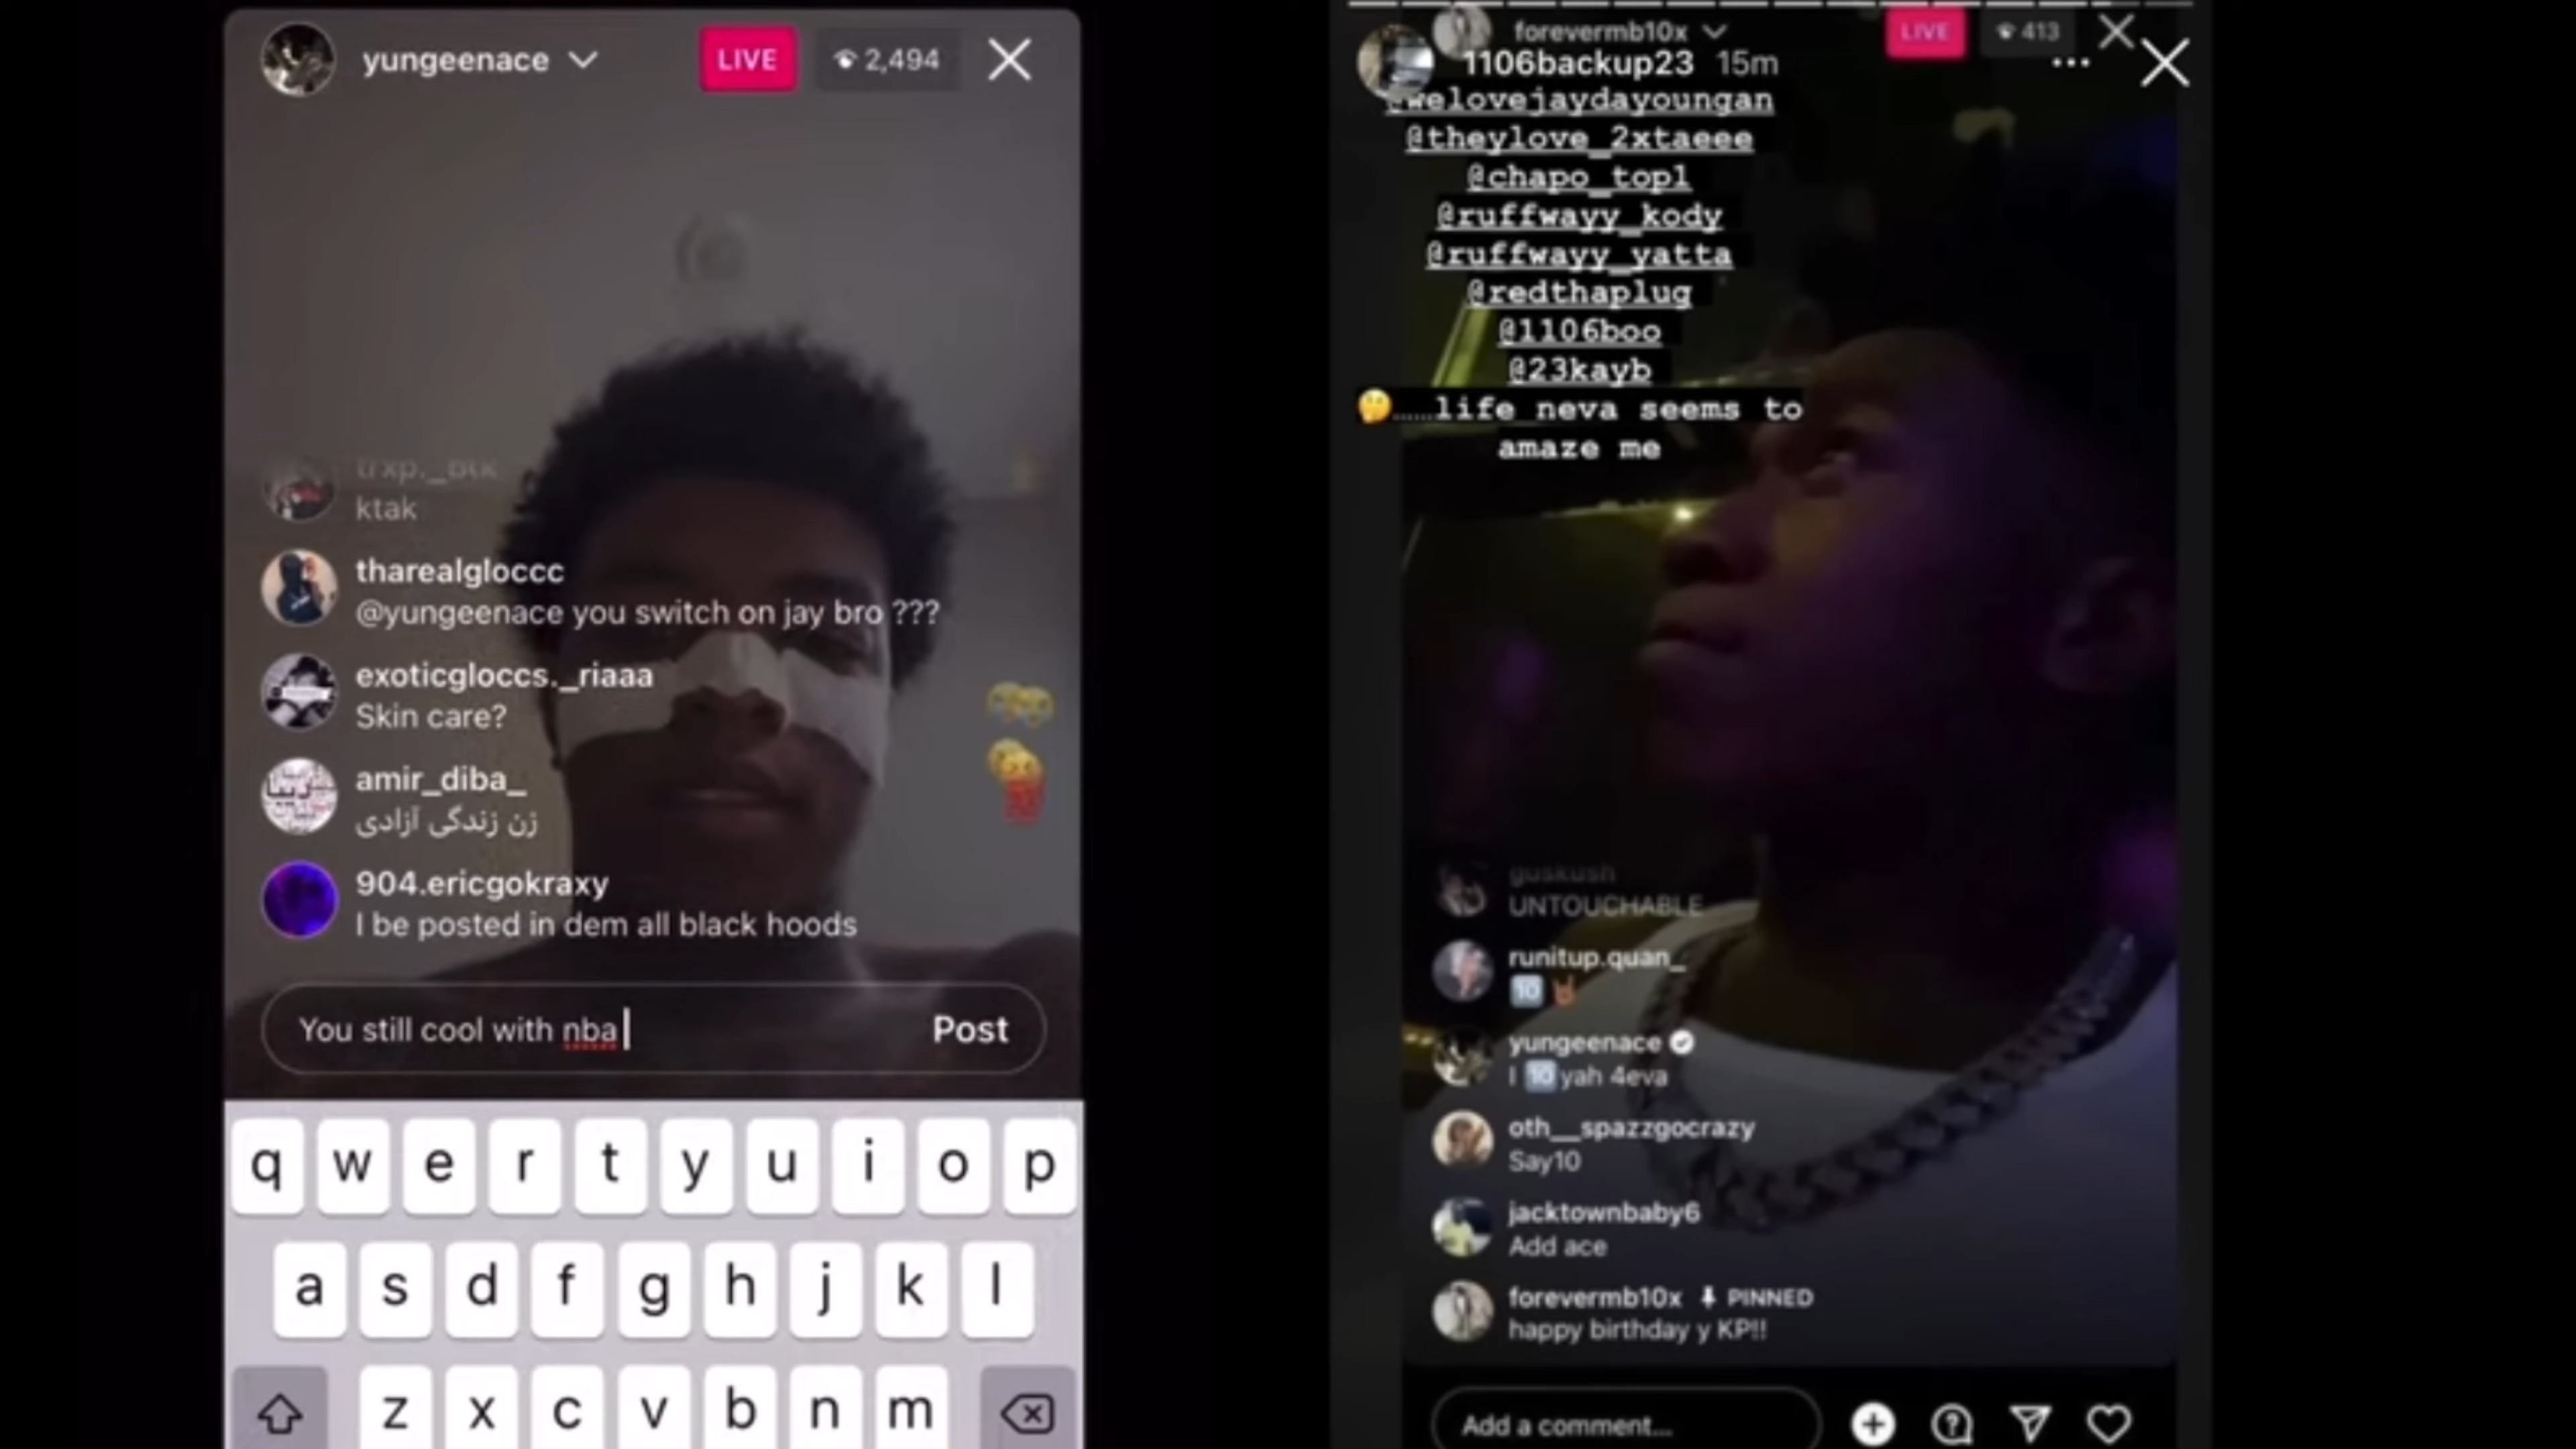 yungeenace
LIVE
2,494
ktak
tharealgloccc
@yungeenace you switch on jay bro ???
exoticgloccs._riaaa
Skin care?
amir_diba_
زن زندگی آزادی
904.ericgokraxy
I be posted in dem all black hoods
You still cool with nba
Post
q w e r t y u i o p
a s d f g h j k l
z x c v b n m
forevermb10x
LIVE
413
1106backup23 15m
@welovejaydayoungan
@theylove_2xtaeee
@chapo_top1
@ruffwayy_kody
@ruffwayy_yatta
@redthaplug
@1106boo
@23kayb
🤔......life neva seems to
amaze me
guskush
UNTOUCHABLE
runitup.quan_
🔟🤘🏾
yungeenace
I 🔟 yah 4eva
oth__spazzgocrazy
Say10
jacktownbaby6
Add ace
forevermb10x PINNED
happy birthday y KP!!
Add a comment...